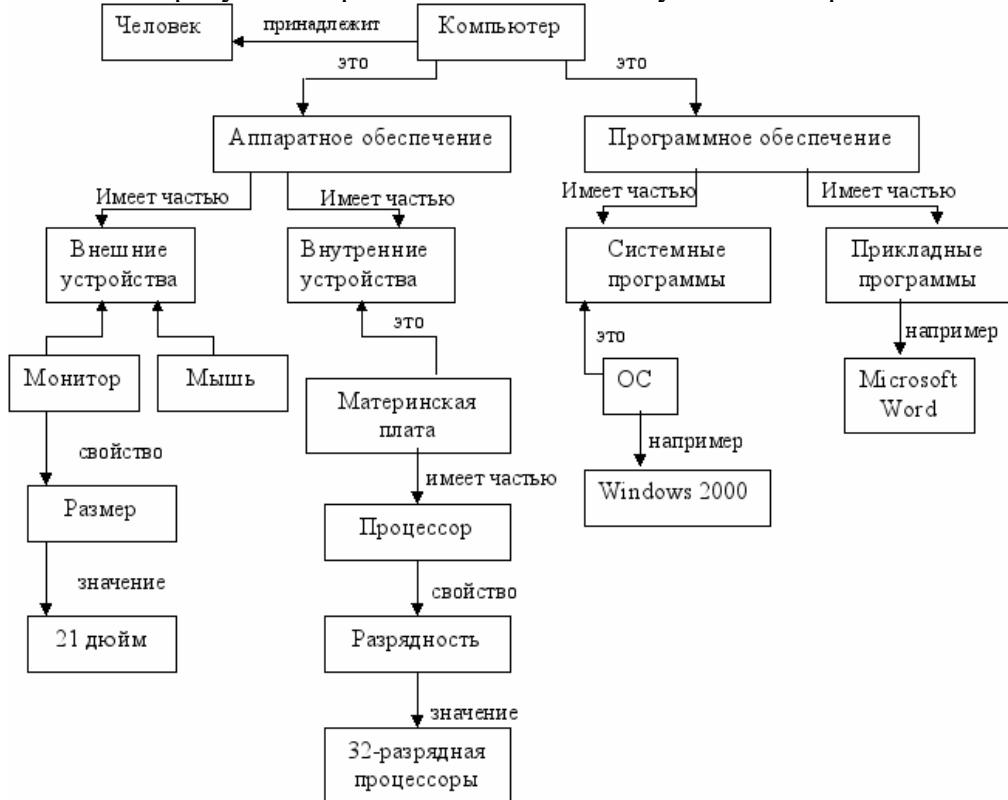 Человек
принадлежит
Компьютер
это
это
Аппаратное обеспечение
Программное обеспечение
Имеет частью
Имеет частью
Имеет частью
Имеет частью
Внешние
устройства
Внутренние
устройства
Системные
программы
Прикладные
программы
это
это
например
Монитор
Мышь
Материнская
плата
ОС
Microsoft
Word
свойство
имеет частью
например
Размер
Процессор
Windows 2000
значение
свойство
21 дюйм
Разрядность
значение
32-разрядная
процессоры